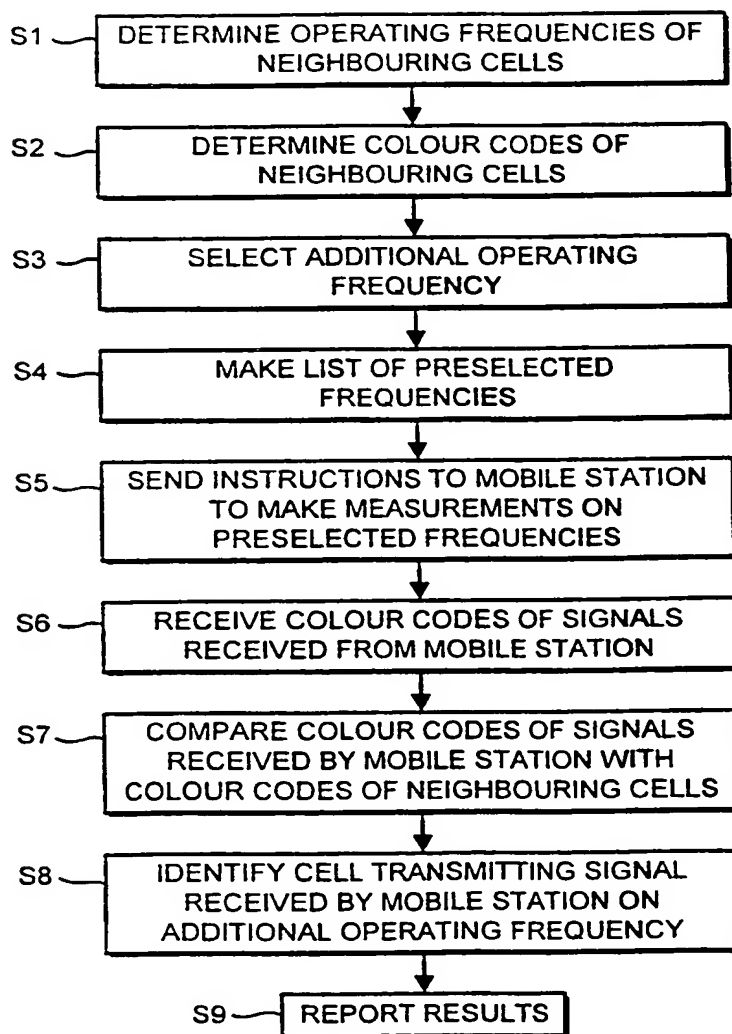 S1
DETERMINE OPERATING FREQUENCIES OF
NEIGHBOURING CELLS
S2
DETERMINE COLOUR CODES OF
NEIGHBOURING CELLS
S3
SELECT ADDITIONAL OPERATING
FREQUENCY
S4
MAKE LIST OF PRESELECTED
FREQUENCIES
S5
SEND INSTRUCTIONS TO MOBILE STATION
TO MAKE MEASUREMENTS ON
PRESELECTED FREQUENCIES
S6
RECEIVE COLOUR CODES OF SIGNALS
RECEIVED FROM MOBILE STATION
S7
COMPARE COLOUR CODES OF SIGNALS
RECEIVED BY MOBILE STATION WITH
COLOUR CODES OF NEIGHBOURING CELLS
S8
IDENTIFY CELL TRANSMITTING SIGNAL
RECEIVED BY MOBILE STATION ON
ADDITIONAL OPERATING FREQUENCY
S9
REPORT RESULTS